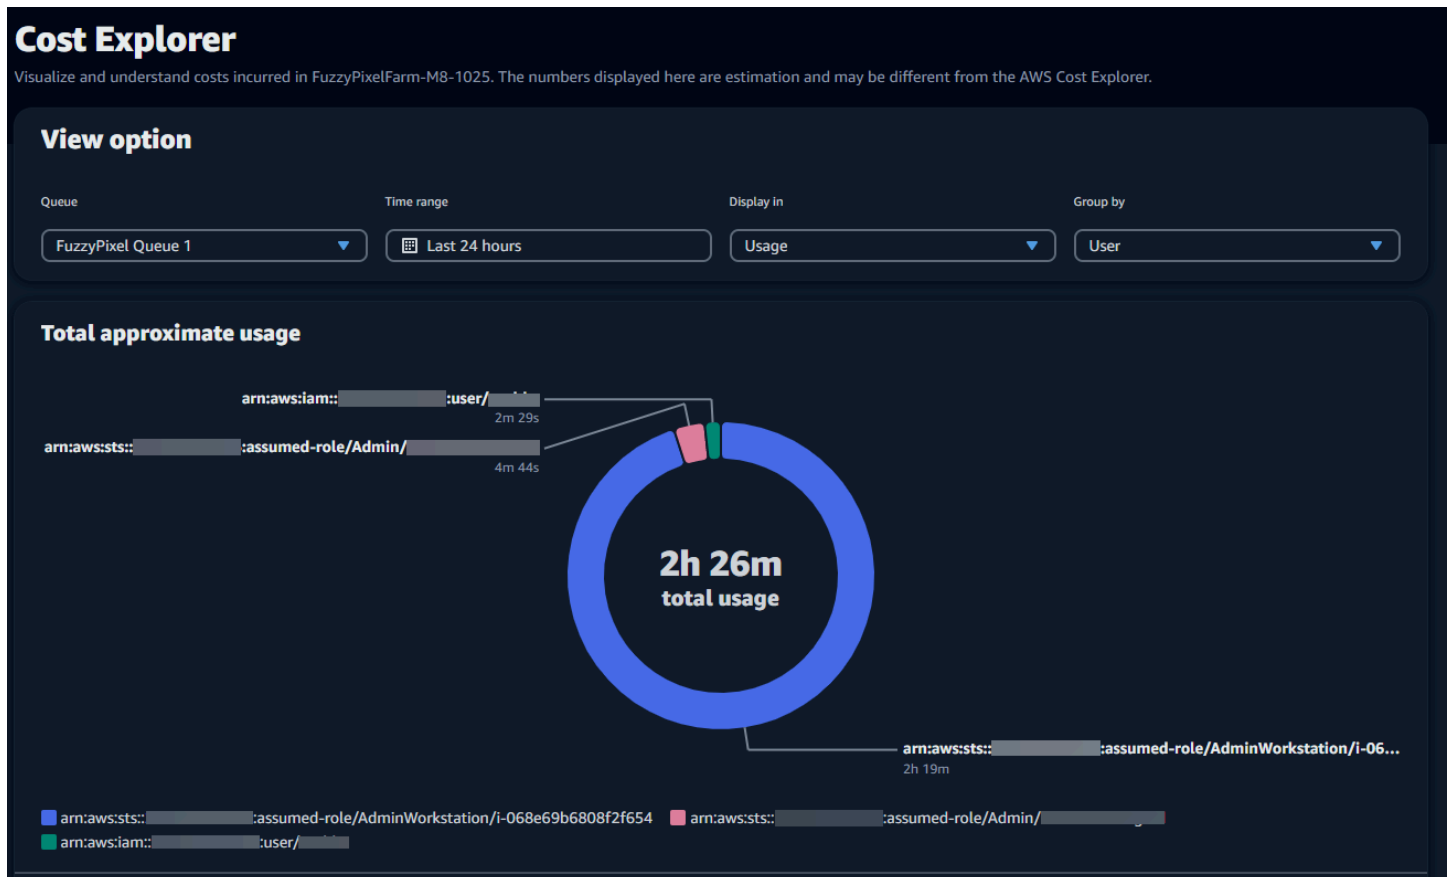 Cost Explorer
Visualize and understand costs incurred in FuzzyPixelFarm-M8-1025. The numbers displayed here are estimation and may be different from the AWS Cost Explorer.
View option
Queue Time range Display in Group by
FuzzyPixel Queue 1 Last 24 hours Usage User
Total approximate usage
arn:aws:iam:: :user/
2m 29s
arn:aws:sts:: :assumed-role/Admin/
4m 44s
2h 26m
total usage
arn:aws:sts:: :assumed-role/AdminWorkstation/i-06...
2h 19m
arn:aws:sts:: :assumed-role/AdminWorkstation/i-068e69b6808f2f654 arn:aws:sts:: :assumed-role/Admin/
arn:aws:iam:: :user/